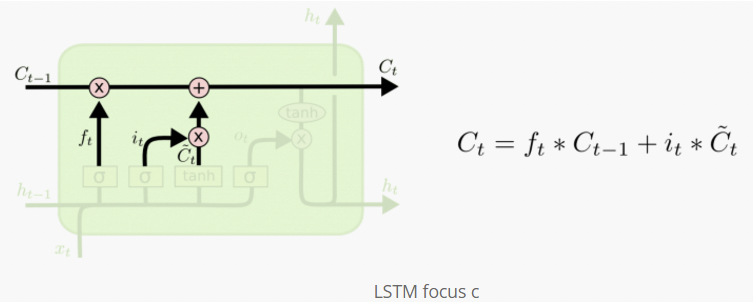 h_t
C_{t-1} × + C_t
tanh
f_t i_t × o_t ×
C̃_t
σ σ tanh σ
h_{t-1} h_t
x_t
C_t = f_t * C_{t-1} + i_t * C̃_t
LSTM focus c